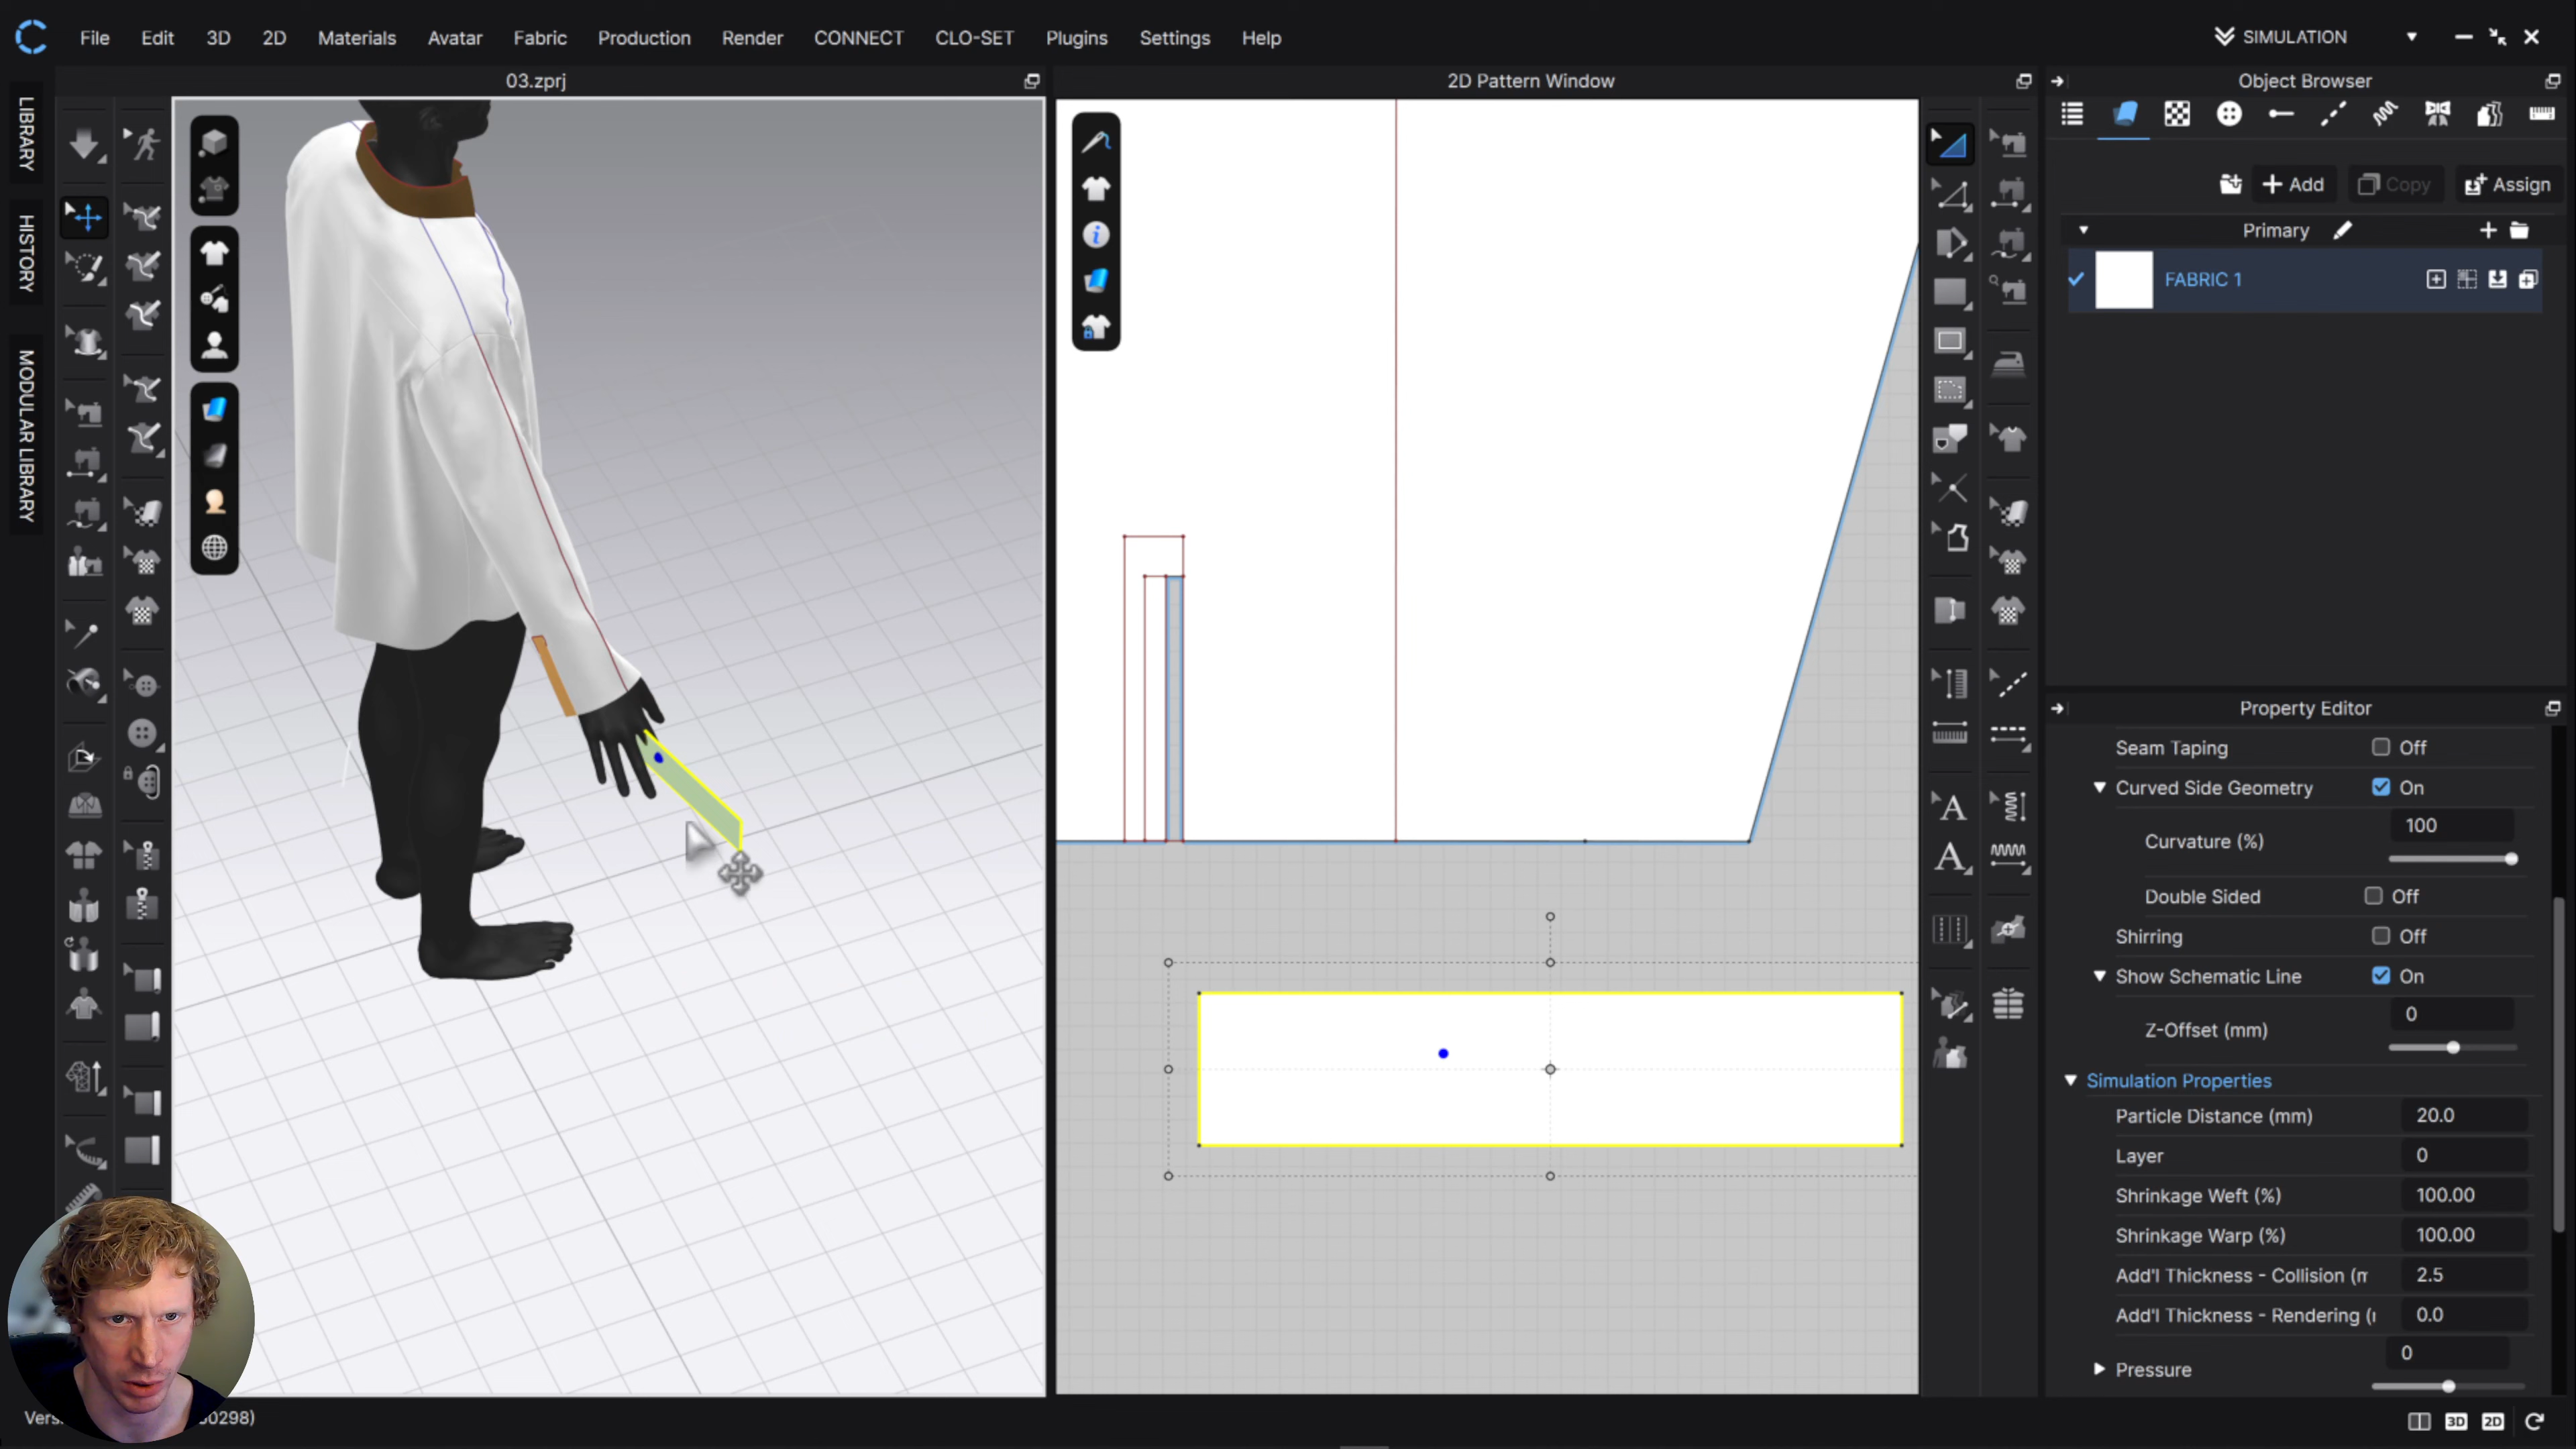 File Edit 3D 2D Materials Avatar Fabric Production Render CONNECT CLO-SET Plugins Settings Help SIMULATION
03.zprj
2D Pattern Window
Object Browser
LIBRARY
HISTORY
MODULAR LIBRARY
Add Copy Assign
Primary
FABRIC 1
Property Editor
Seam Taping Off
Curved Side Geometry On
Curvature (%) 100
Double Sided Off
Shirring Off
Show Schematic Line On
Z-Offset (mm) 0
Simulation Properties
Particle Distance (mm) 20.0
Layer 0
Shrinkage Weft (%) 100.00
Shrinkage Warp (%) 100.00
Add'l Thickness - Collision (m 2.5
Add'l Thickness - Rendering (r 0.0
Pressure 0
Vers 0298)
3D 2D